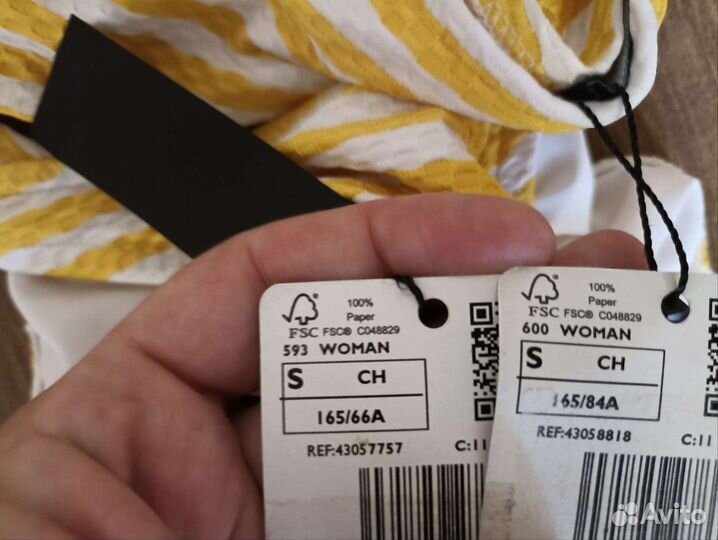 100%
Paper
FSC FSC® C048829
593 WOMAN
S CH
165/66A
REF:43057757 C:11
100%
Paper
FSC FSC® C048829
600 WOMAN
S CH
165/84A
REF:43058818 C:11
Avito